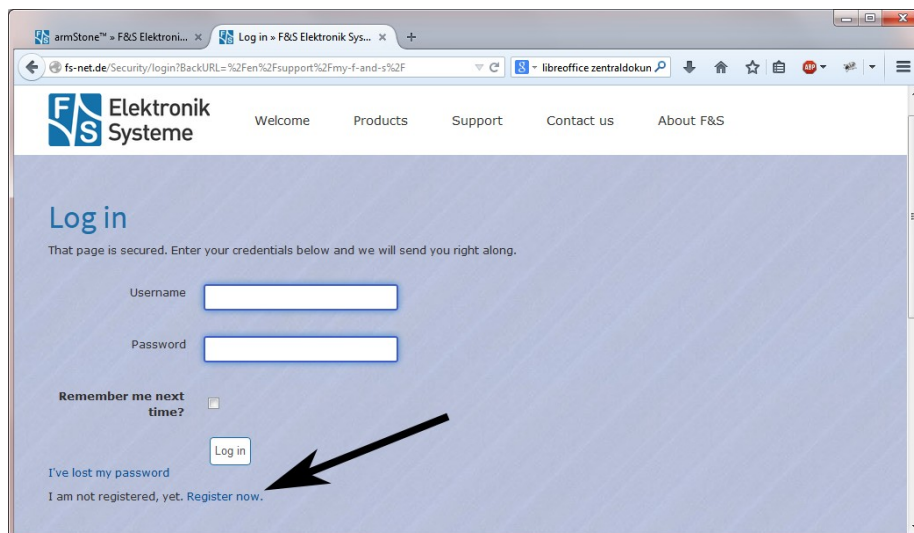 armStone™ » F&S Elektroni... ×
Log in » F&S Elektronik Sys... ×
+
fs-net.de/Security/login?BackURL=%2Fen%2Fsupport%2Fmy-f-and-s%2F
8
libreoffice zentraldokun
ABP
F&S Elektronik
Systeme
Welcome Products Support Contact us About F&S
Log in
That page is secured. Enter your credentials below and we will send you right along.
Username
Password
Remember me next
time?
Log in
I've lost my password
I am not registered, yet. Register now.